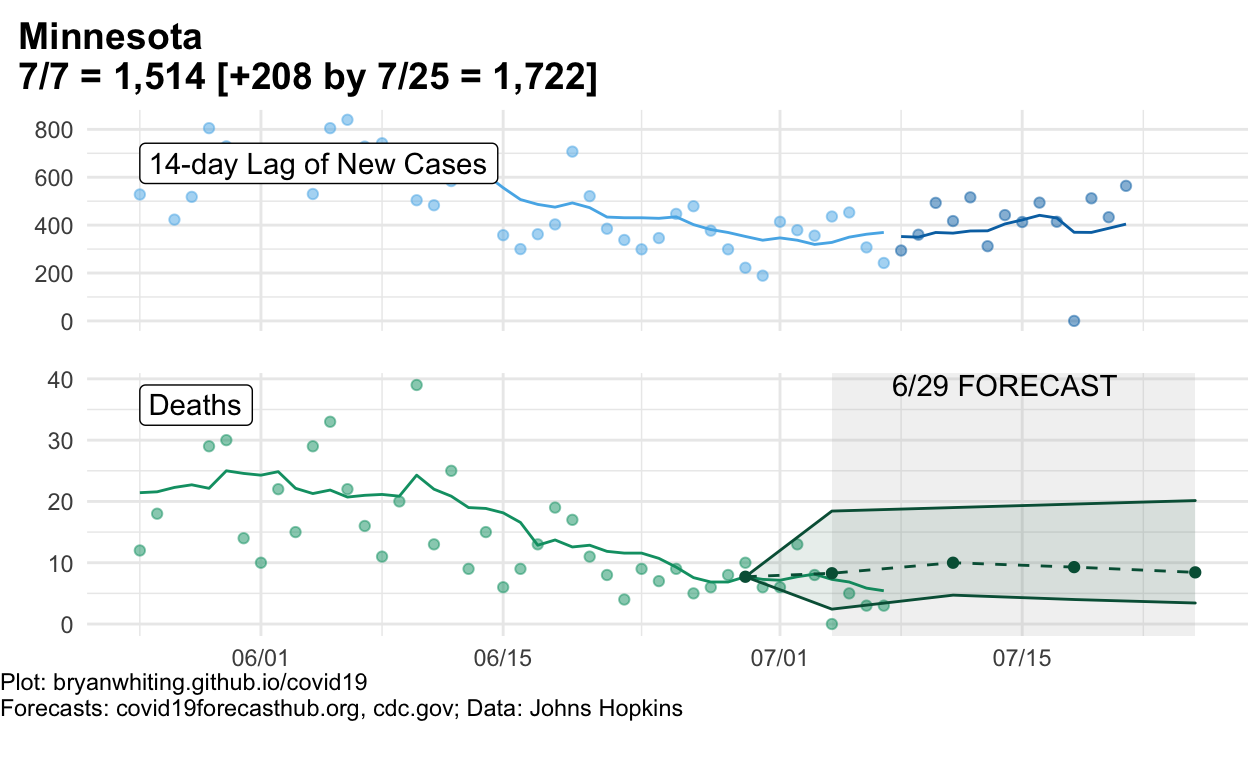 Minnesota
7/7 = 1,514 [+208 by 7/25 = 1,722]
800
14-day Lag of New Cases
600
400
200
0
40
6/29 FORECAST
Deaths
30
20
10
0
06/01 06/15 07/01 07/15
Plot: bryanwhiting.github.io/covid19
Forecasts: covid19forecasthub.org, cdc.gov; Data: Johns Hopkins